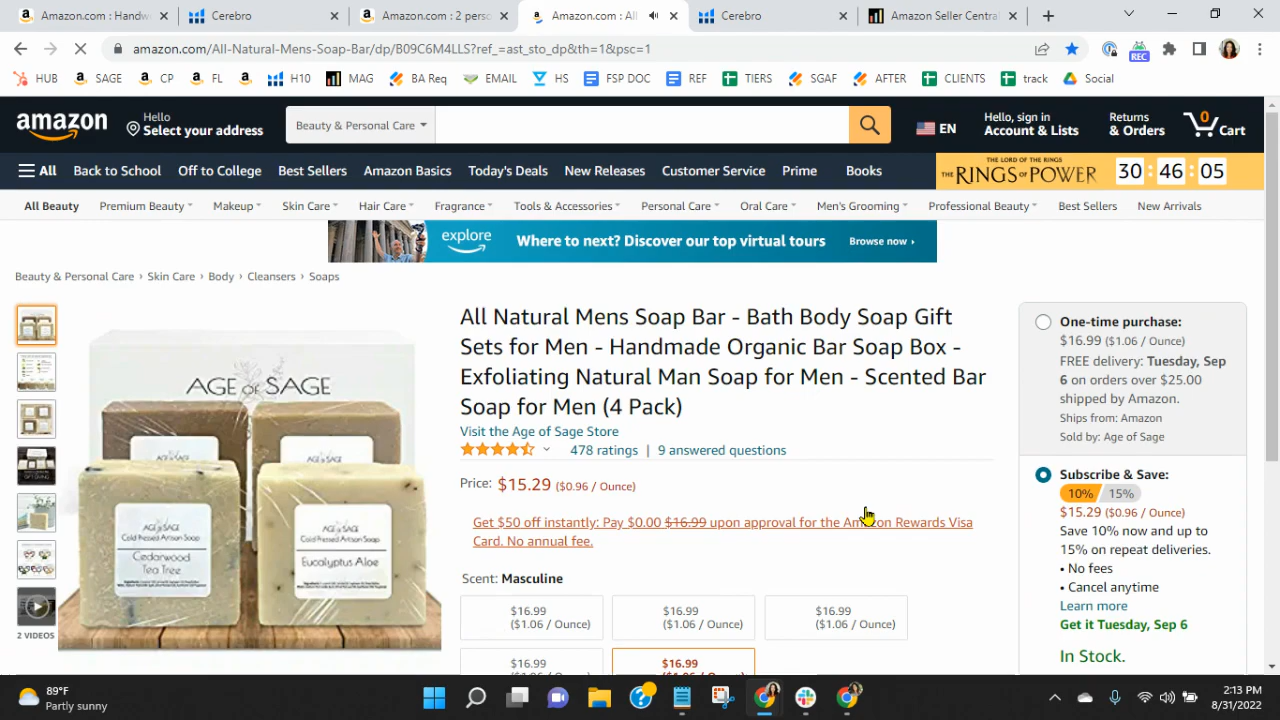 Amazon.com : Handw
Cerebro
Amazon.com : 2 perso
Amazon.com : All
Cerebro
Amazon Seller Centra
amazon.com/All-Natural-Mens-Soap-Bar/dp/B09C6M4LLS?ref_=ast_sto_dp&th=1&psc=1
REC
HUB SAGE CP FL H10 MAG BA Req EMAIL HS FSP DOC REF TIERS SGAF AFTER CLIENTS track Social
amazon
Hello
Select your address
Beauty & Personal Care
EN
Hello, sign in
Account & Lists
Returns
& Orders
0
Cart
All Back to School Off to College Best Sellers Amazon Basics Today's Deals New Releases Customer Service Prime Books
THE LORD OF THE RINGS
THE RINGS OF POWER
30 : 46 : 05
All Beauty Premium Beauty Makeup Skin Care Hair Care Fragrance Tools & Accessories Personal Care Oral Care Men's Grooming Professional Beauty Best Sellers New Arrivals
explore Where to next? Discover our top virtual tours Browse now ›
Beauty & Personal Care › Skin Care › Body › Cleansers › Soaps
2 VIDEOS
AGE OF SAGE
AGE OF SAGE
Cold Pressed Artisan Soap
Cedarwood
Tea Tree
AGE OF SAGE
Cold Pressed Artisan Soap
Eucalyptus Aloe
All Natural Mens Soap Bar - Bath Body Soap Gift
Sets for Men - Handmade Organic Bar Soap Box -
Exfoliating Natural Man Soap for Men - Scented Bar
Soap for Men (4 Pack)
Visit the Age of Sage Store
478 ratings | 9 answered questions
Price: $15.29 ($0.96 / Ounce)
Get $50 off instantly: Pay $0.00 $16.99 upon approval for the Amazon Rewards Visa
Card. No annual fee.
Scent: Masculine
$16.99
($1.06 / Ounce)
$16.99
($1.06 / Ounce)
$16.99
($1.06 / Ounce)
$16.99
$16.99
One-time purchase:
$16.99 ($1.06 / Ounce)
FREE delivery: Tuesday, Sep
6 on orders over $25.00
shipped by Amazon.
Ships from: Amazon
Sold by: Age of Sage
Subscribe & Save:
10% 15%
$15.29 ($0.96 / Ounce)
Save 10% now and up to
15% on repeat deliveries.
• No fees
• Cancel anytime
Learn more
Get it Tuesday, Sep 6
In Stock.
89°F
Partly sunny
2:13 PM
8/31/2022